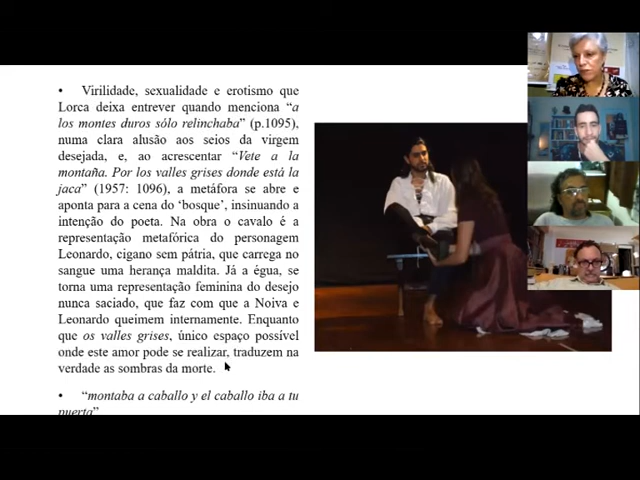 • Virilidade, sexualidade e erotismo que
Lorca deixa entrever quando menciona “a
los montes duros sólo relinchaba” (p.1095),
numa clara alusão aos seios da virgem
desejada, e, ao acrescentar “Vete a la
montaña. Por los valles grises donde está la
jaca” (1957: 1096), a metáfora se abre e
aponta para a cena do ‘bosque’, insinuando a
intenção do poeta. Na obra o cavalo é a
representação metafórica do personagem
Leonardo, cigano sem pátria, que carrega no
sangue uma herança maldita. Já a égua, se
torna uma representação feminina do desejo
nunca saciado, que faz com que a Noiva e
Leonardo queimem internamente. Enquanto
que os valles grises, único espaço possível
onde este amor pode se realizar, traduzem na
verdade as sombras da morte.
• “montaba a caballo y el caballo iba a tu
puerta”